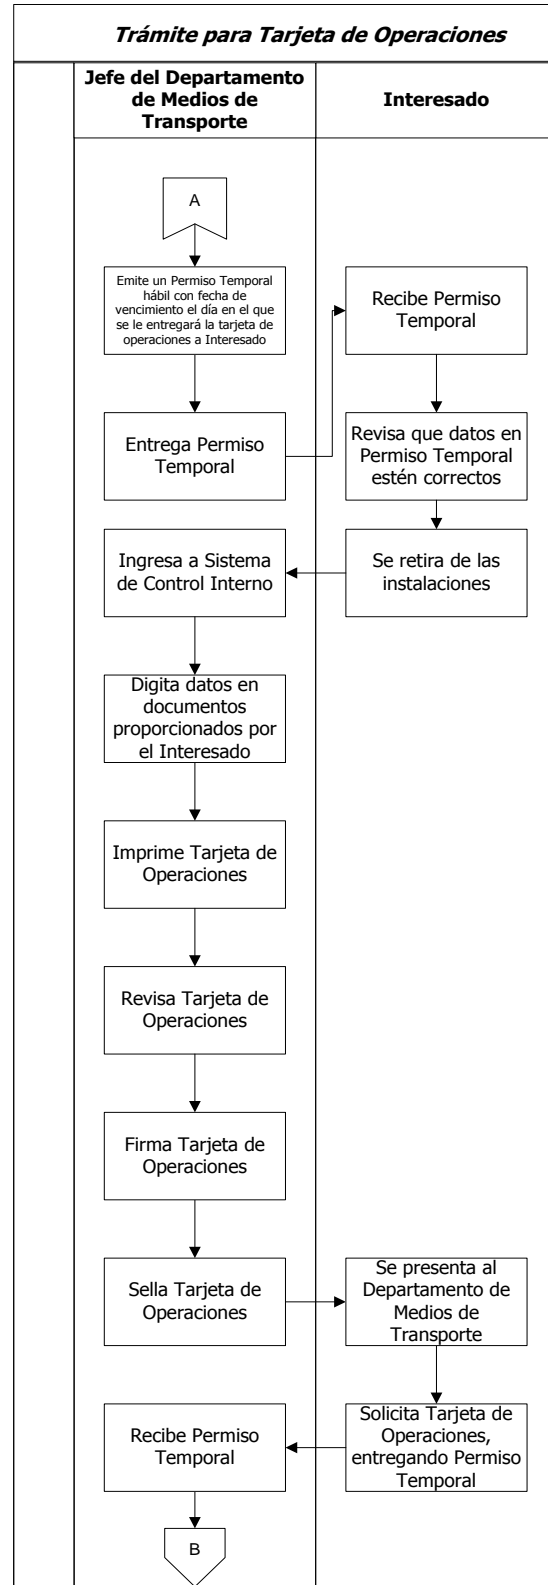 Trámite para Tarjeta de Operaciones
Jefe del Departamento
de Medios de
Transporte
Interesado
A
Emite un Permiso Temporal
hábil con fecha de
vencimiento el día en el que
se le entregará la tarjeta de
operaciones a Interesado
Recibe Permiso
Temporal
Entrega Permiso
Temporal
Revisa que datos en
Permiso Temporal
estén correctos
Se retira de las
instalaciones
Ingresa a Sistema
de Control Interno
Digita datos en
documentos
proporcionados por
el Interesado
Imprime Tarjeta de
Operaciones
Revisa Tarjeta de
Operaciones
Firma Tarjeta de
Operaciones
Sella Tarjeta de
Operaciones
Se presenta al
Departamento de
Medios de
Transporte
Solicita Tarjeta de
Operaciones,
entregando Permiso
Temporal
Recibe Permiso
Temporal
B